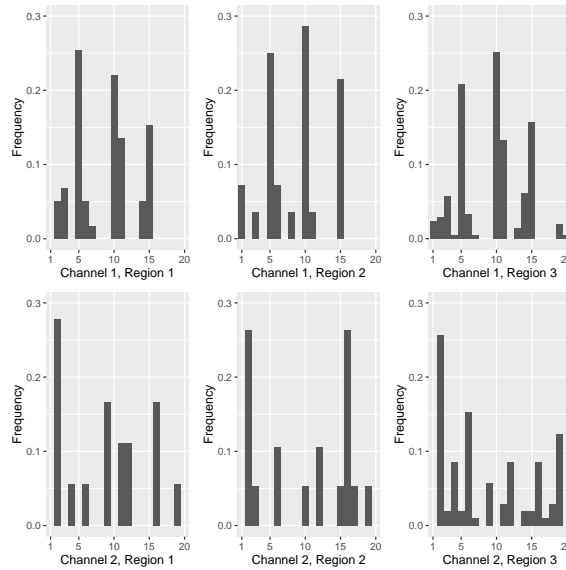 0.3
0.2
0.1
0.0
Frequency
1 5 10 15 20
Channel 1, Region 1
0.3
0.2
0.1
0.0
Frequency
1 5 10 15 20
Channel 1, Region 2
0.3
0.2
0.1
0.0
Frequency
1 5 10 15 2
Channel 1, Region 3
0.3
0.2
0.1
0.0
Frequency
1 5 10 15 20
Channel 2, Region 1
0.3
0.2
0.1
0.0
Frequency
1 5 10 15 20
Channel 2, Region 2
0.3
0.2
0.1
0.0
Frequency
1 5 10 15 2
Channel 2, Region 3